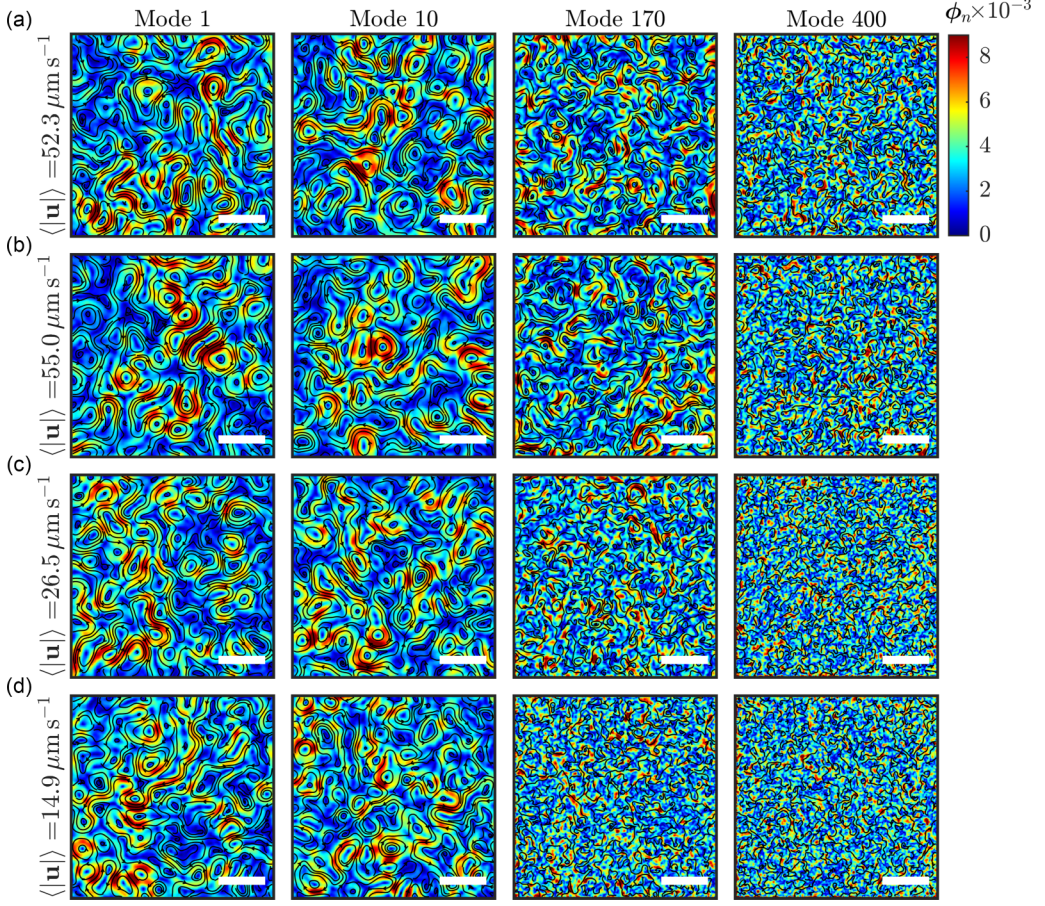 (a) Mode 1 Mode 10 Mode 170 Mode 400 ϕₙ×10⁻³
⟨|u|⟩ =52.3 μm s⁻¹
8
6
4
2
0
(b)
⟨|u|⟩ =55.0 μm s⁻¹
(c)
⟨|u|⟩ =26.5 μm s⁻¹
(d)
⟨|u|⟩ =14.9 μm s⁻¹